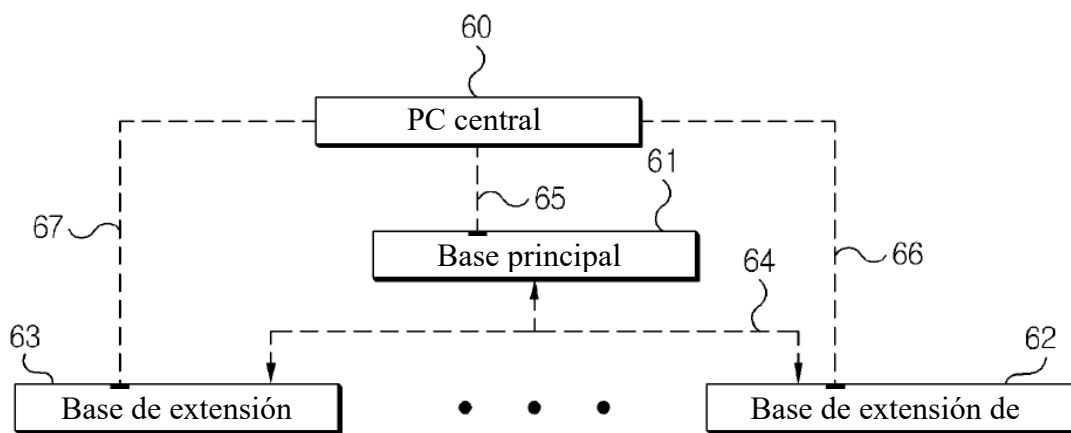 60
PC central
61
65
67
Base principal
66
64
63
62
Base de extensión
Base de extensión de